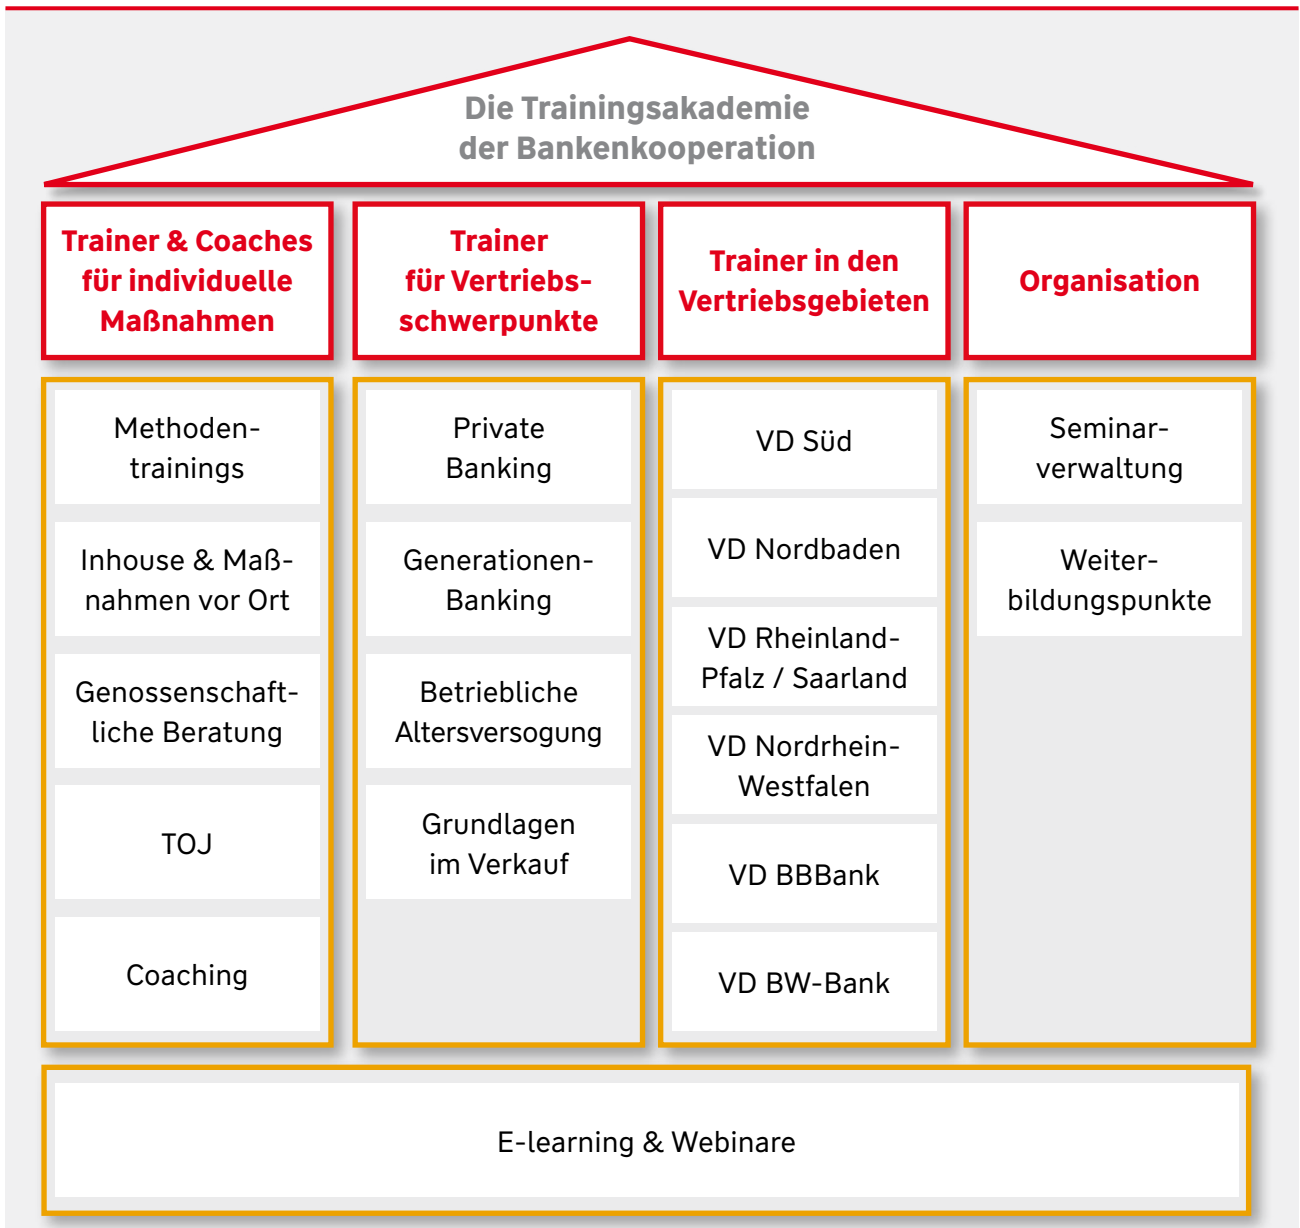 Die Trainingsakademie
der Bankenkooperation
Trainer & Coaches
für individuelle
Maßnahmen
Trainer
für Vertriebs-
schwerpunkte
Trainer in den
Vertriebsgebieten
Organisation
Methoden-
trainings
Inhouse & Maß-
nahmen vor Ort
Genossenschaft-
liche Beratung
TOJ
Coaching
Private
Banking
Generationen-
Banking
Betriebliche
Altersversogung
Grundlagen
im Verkauf
VD Süd
VD Nordbaden
VD Rheinland-
Pfalz / Saarland
VD Nordrhein-
Westfalen
VD BBBank
VD BW-Bank
Seminar-
verwaltung
Weiter-
bildungspunkte
E-learning & Webinare